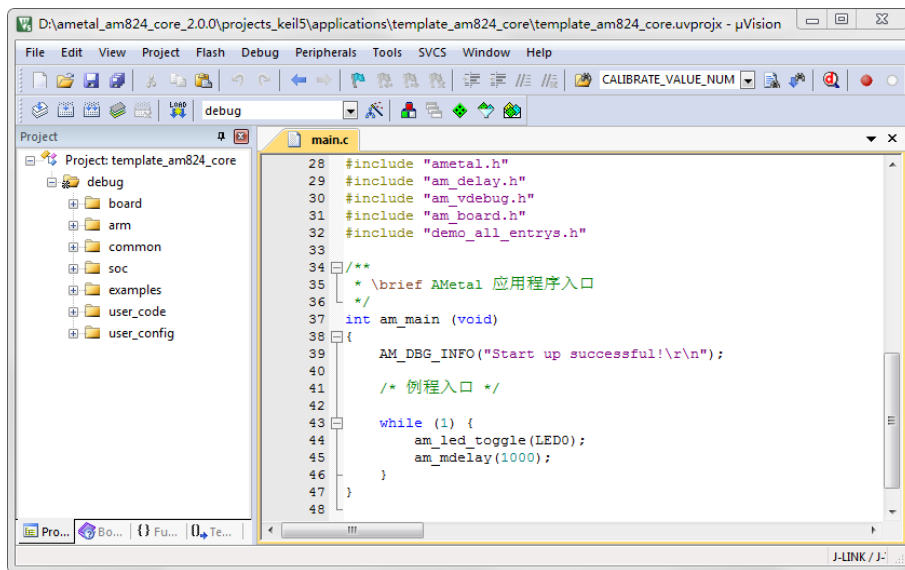 D:\ametal_am824_core_2.0.0\projects_keil5\applications\template_am824_core\template_am824_core.uvprojx - µVision
File Edit View Project Flash Debug Peripherals Tools SVCS Window Help
CALIBRATE_VALUE_NUM
LOAD debug
Project
main.c
Project: template_am824_core
debug
board
arm
common
soc
examples
user_code
user_config
28 #include "ametal.h"
29 #include "am_delay.h"
30 #include "am_vdebug.h"
31 #include "am_board.h"
32 #include "demo_all_entrys.h"
33
34 /**
35 * \brief AMetal 应用程序入口
36 */
37 int am_main (void)
38 {
39 AM_DBG_INFO("Start up successful!\r\n");
40
41 /* 例程入口 */
42
43 while (1) {
44 am_led_toggle(LED0);
45 am_mdelay(1000);
46 }
47 }
48
Pro... Bo... {} Fu... Te...
J-LINK / J-